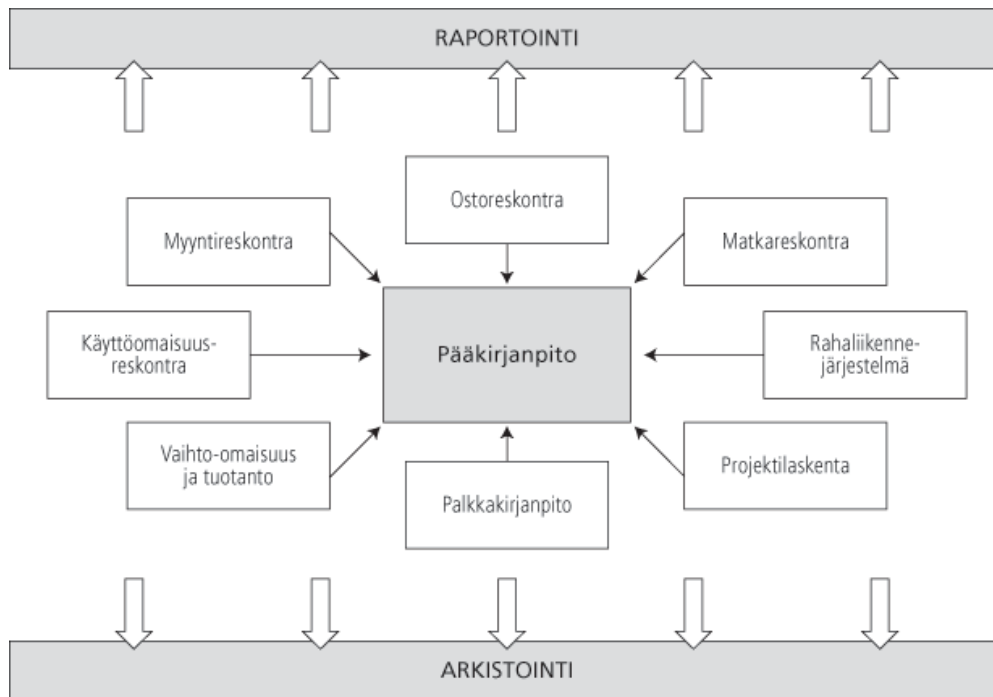 RAPORTOINTI
Ostoreskontra
Myyntireskontra
Matkareskontra
Käyttöomaisuus-
reskontra
Pääkirjanpito
Rahaliikenne-
järjestelmä
Vaihto-omaisuus
ja tuotanto
Palkkakirjanpito
Projektilaskenta
ARKISTOINTI